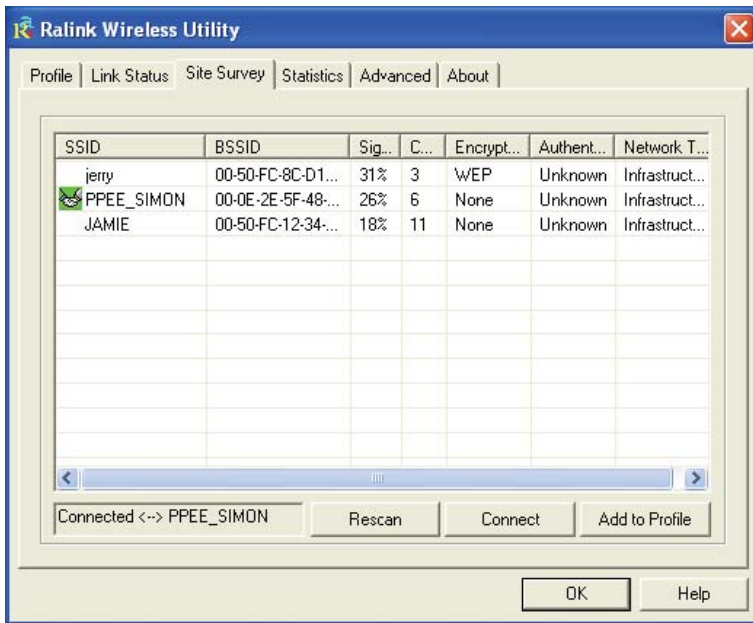 Ralink Wireless Utility
Profile Link Status Site Survey Statistics Advanced About
SSID BSSID Sig... C... Encrypt... Authent... Network T...
jerry 00-50-FC-8C-D1... 31% 3 WEP Unknown Infrastruct...
PPEE_SIMON 00-0E-2E-5F-48-... 26% 6 None Unknown Infrastruct...
JAMIE 00-50-FC-12-34-... 18% 11 None Unknown Infrastruct...
Connected <--> PPEE_SIMON Rescan Connect Add to Profile
OK Help